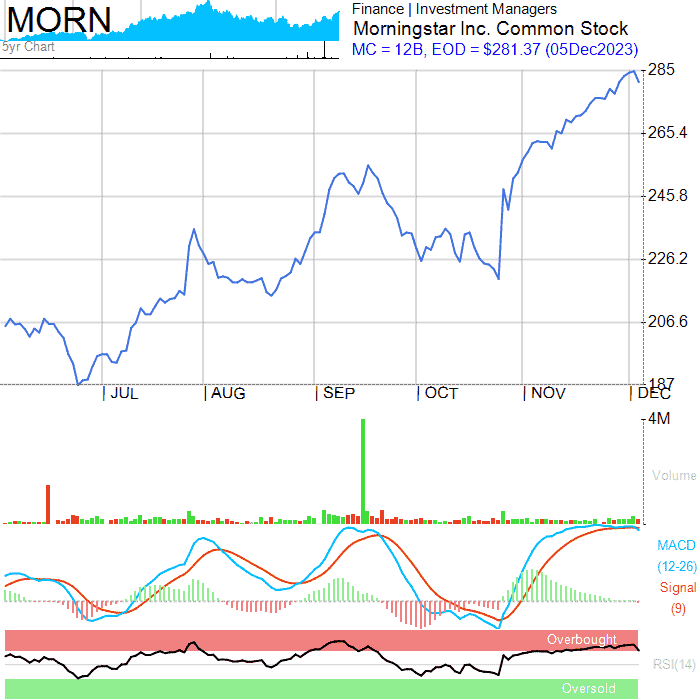 MORN
5yr Chart
Finance | Investment Managers
Morningstar Inc. Common Stock
MC = 12B, EOD = $281.37 (05Dec2023)
285
265.4
245.8
226.2
206.6
187
| JUL | AUG | SEP | OCT | NOV | DEC
4M
Volume
MACD
(12-26)
Signal
(9)
Overbought
RSI(14)
Oversold